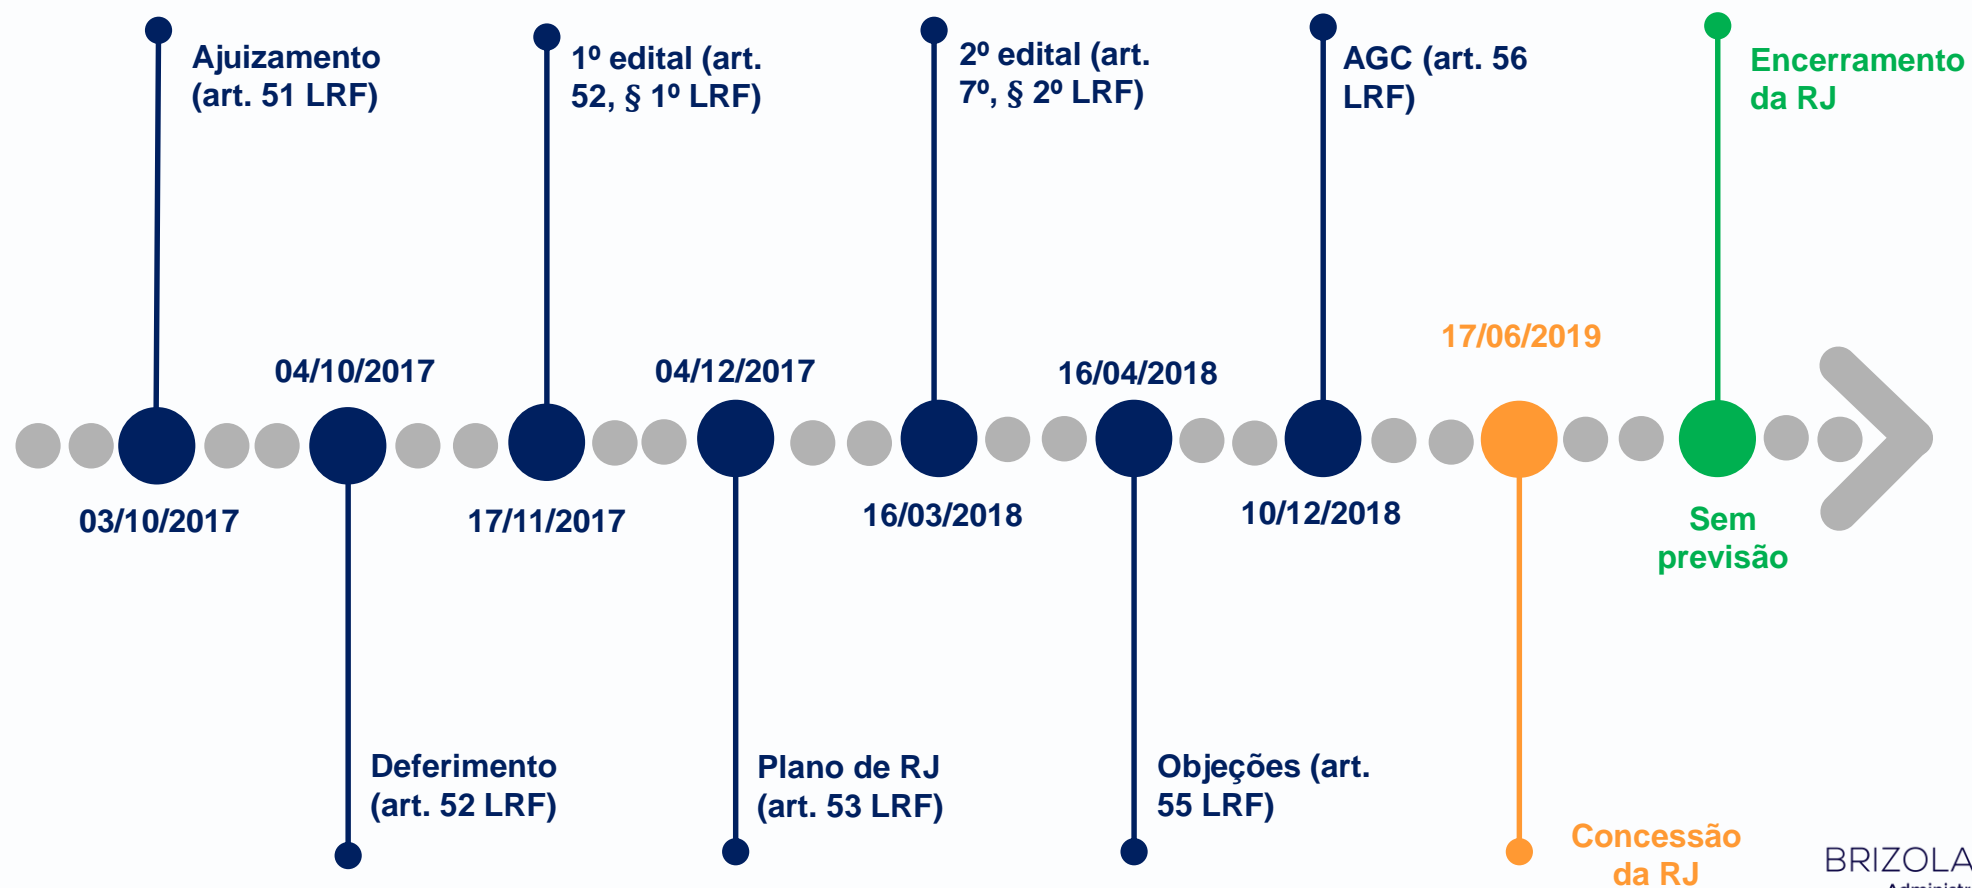 Ajuizamento
(art. 51 LRF)
1º edital (art.
52, § 1º LRF)
2º edital (art.
7º, § 2º LRF)
AGC (art. 56
LRF)
Encerramento
da RJ
04/10/2017
04/12/2017
16/04/2018
17/06/2019
03/10/2017
17/11/2017
16/03/2018
10/12/2018
Sem
previsão
Deferimento
(art. 52 LRF)
Plano de RJ
(art. 53 LRF)
Objeções (art.
55 LRF)
Concessão
da RJ
BRIZOLA
Administr